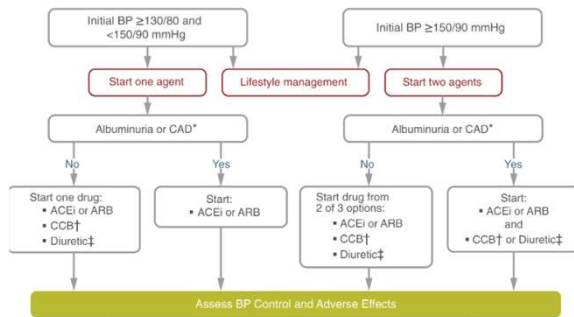 Initial BP ≥130/80 and
<150/90 mmHg
Initial BP ≥150/90 mmHg
Start one agent
Lifestyle management
Start two agents
Albuminuria or CAD*
Albuminuria or CAD*
No
Yes
No
Yes
Start one drug:
▪ ACEi or ARB
▪ CCB†
▪ Diuretic‡
Start:
▪ ACEi or ARB
Start drug from
2 of 3 options:
▪ ACEi or ARB
▪ CCB†
▪ Diuretic‡
Start:
▪ ACEi or ARB
and
▪ CCB† or Diuretic‡
Assess BP Control and Adverse Effects